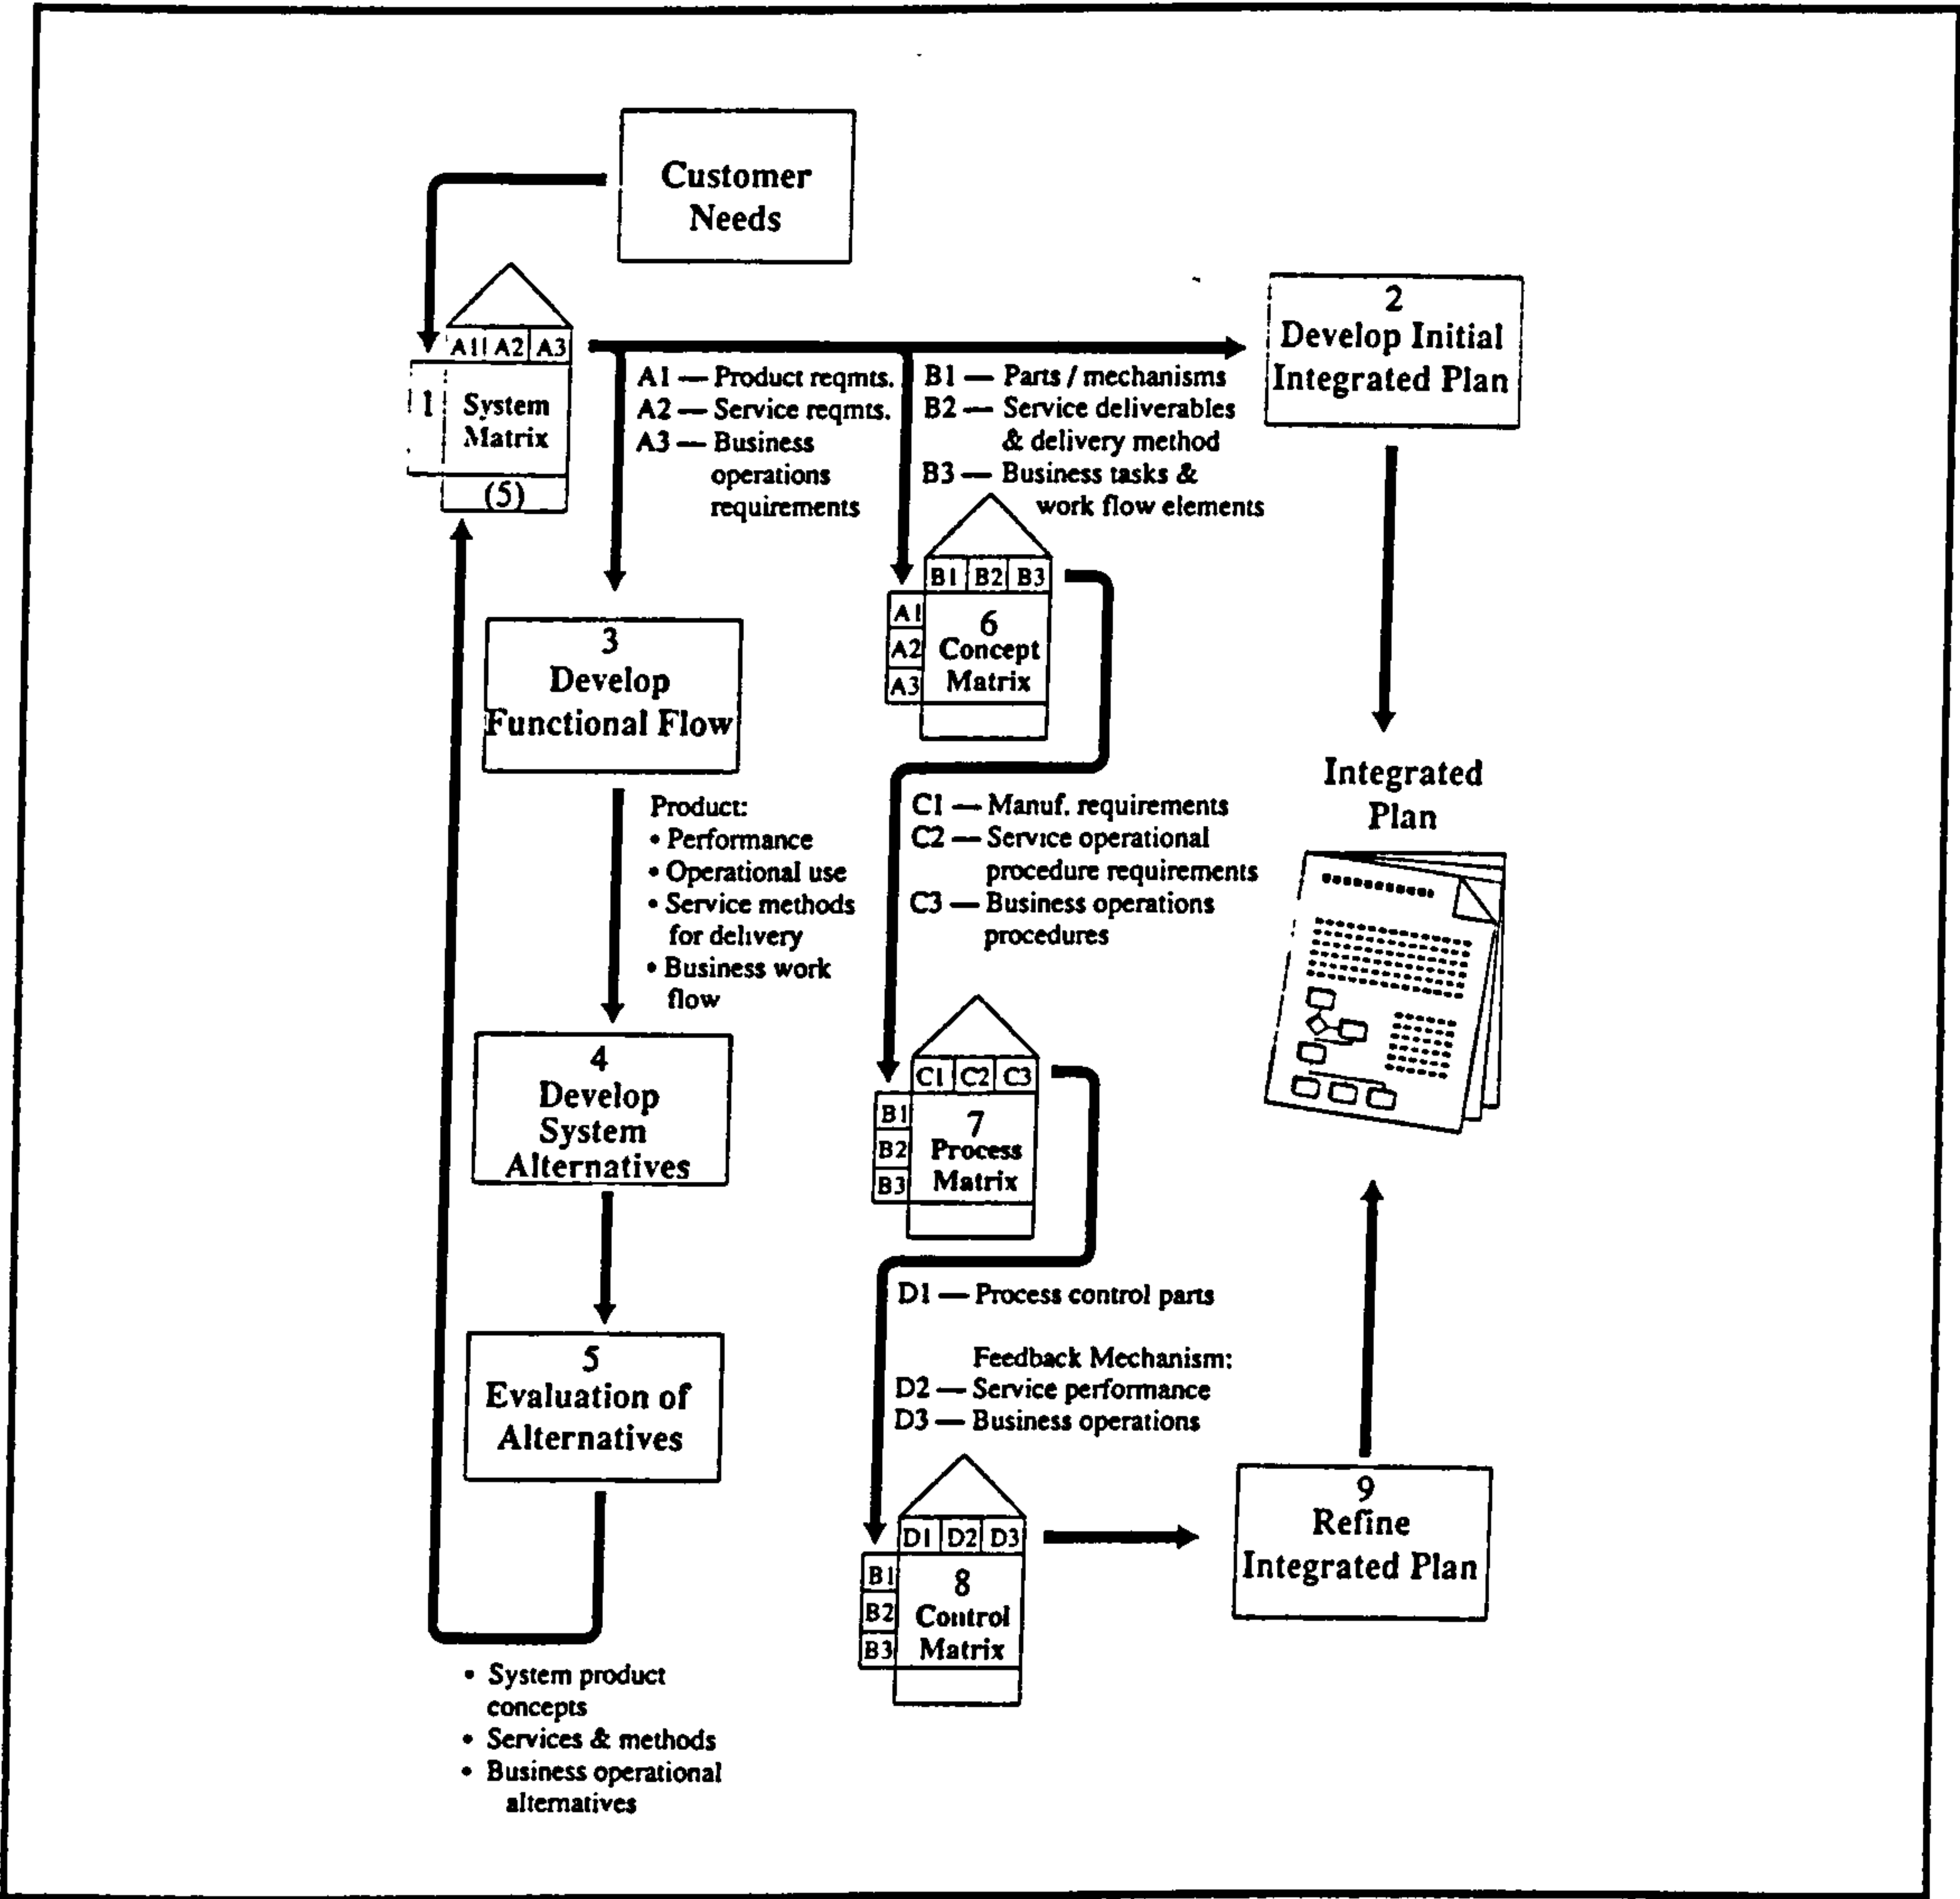 Customer
Needs
A1 A2 A3
1 System
Matrix
(5)
A1 — Product reqmts.
A2 — Service reqmts.
A3 — Business
operations
requirements
B1 — Parts / mechanisms
B2 — Service deliverables
& delivery method
B3 — Business tasks &
work flow elements
2
Develop Initial
Integrated Plan
3
Develop
Functional Flow
B1 B2 B3
A1
A2
A3
6
Concept
Matrix
Product:
• Performance
• Operational use
• Service methods
for delivery
• Business work
flow
C1 — Manuf. requirements
C2 — Service operational
procedure requirements
C3 — Business operations
procedures
Integrated
Plan
4
Develop
System
Alternatives
C1 C2 C3
B1
B2
B3
7
Process
Matrix
5
Evaluation of
Alternatives
D1 — Process control parts
Feedback Mechanism:
D2 — Service performance
D3 — Business operations
D1 D2 D3
B1
B2
B3
8
Control
Matrix
9
Refine
Integrated Plan
• System product
concepts
• Services & methods
• Business operational
alternatives